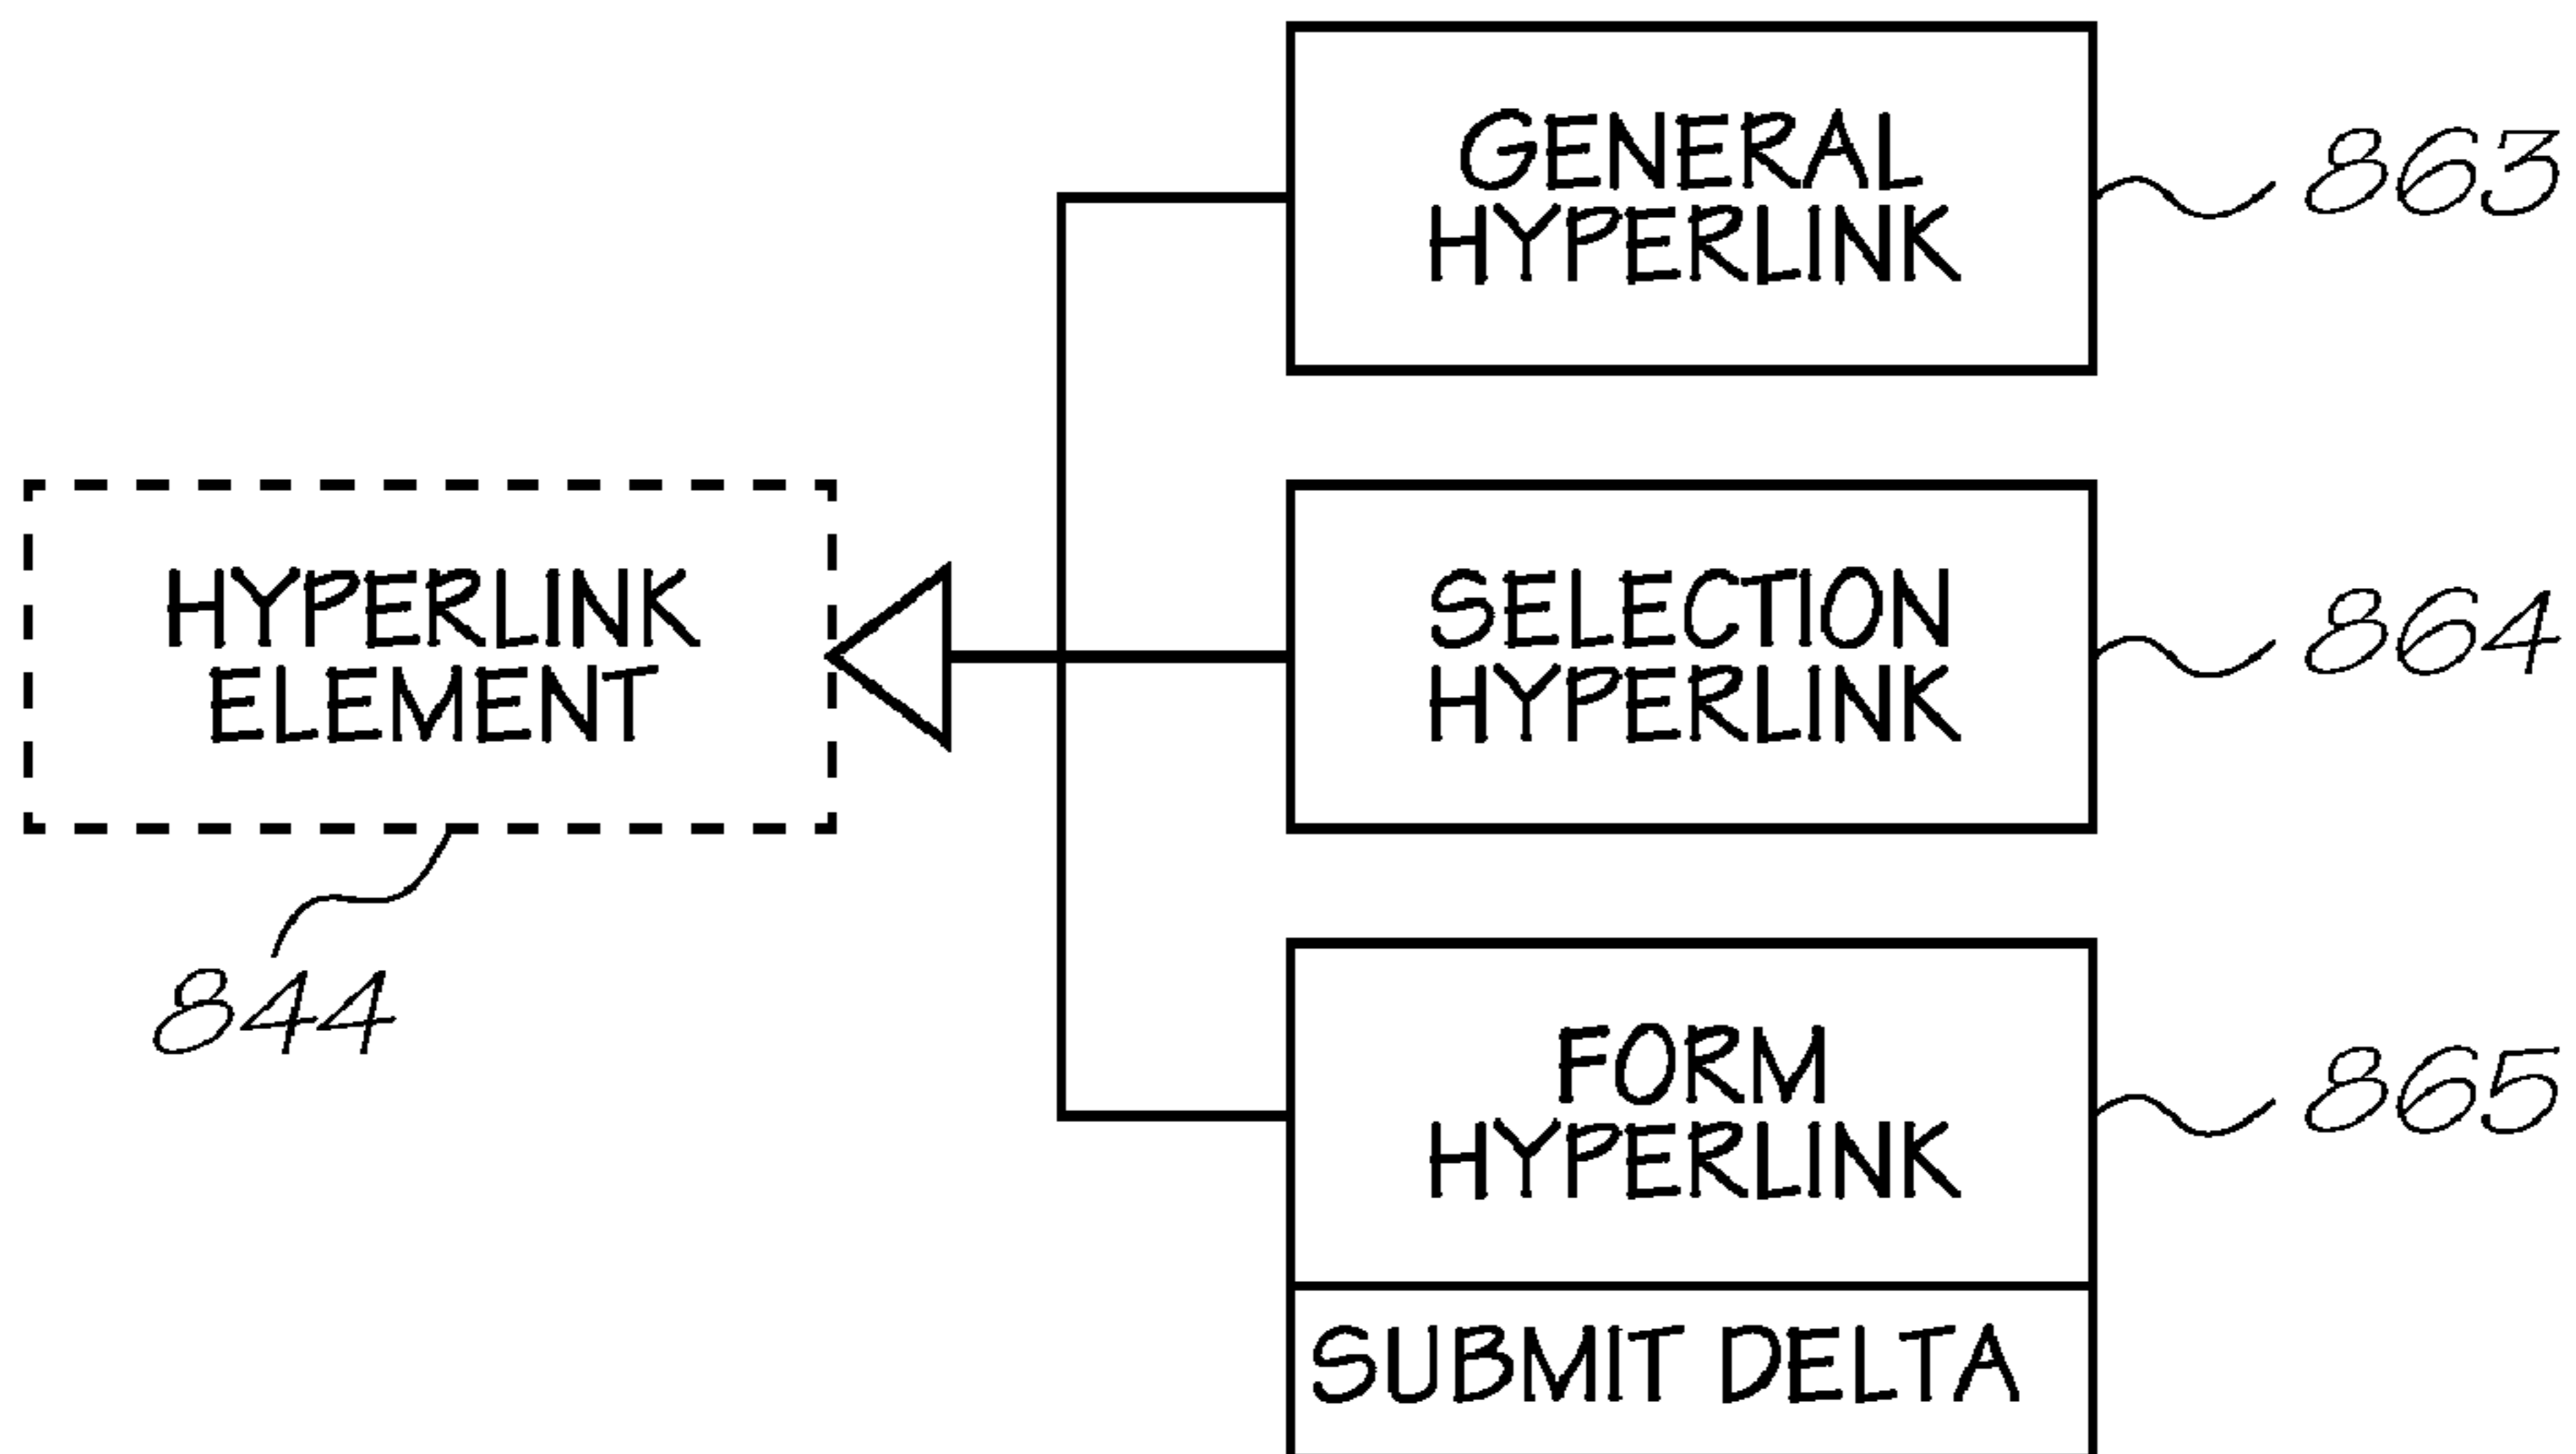 GENERAL
HYPERLINK
863
HYPERLINK
ELEMENT
844
SELECTION
HYPERLINK
864
FORM
HYPERLINK
865
SUBMIT DELTA